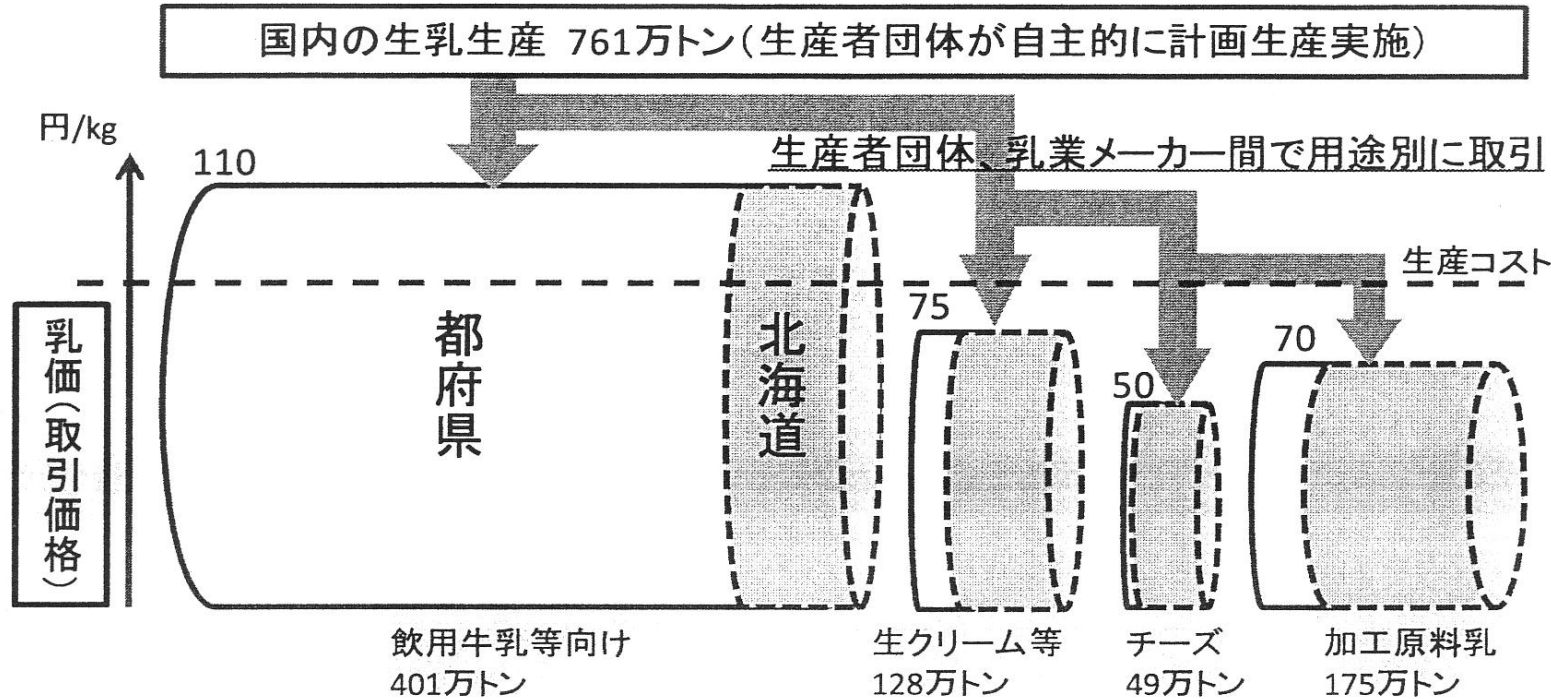 国内の生乳生産 761万トン(生産者団体が自主的に計画生産実施)
円/kg
110
生産者団体、乳業メーカー間で用途別に取引
生産コスト
75
70
50
都府県
北海道
乳価(取引価格)
飲用牛乳等向け
401万トン
生クリーム等
128万トン
チーズ
49万トン
加工原料乳
175万トン